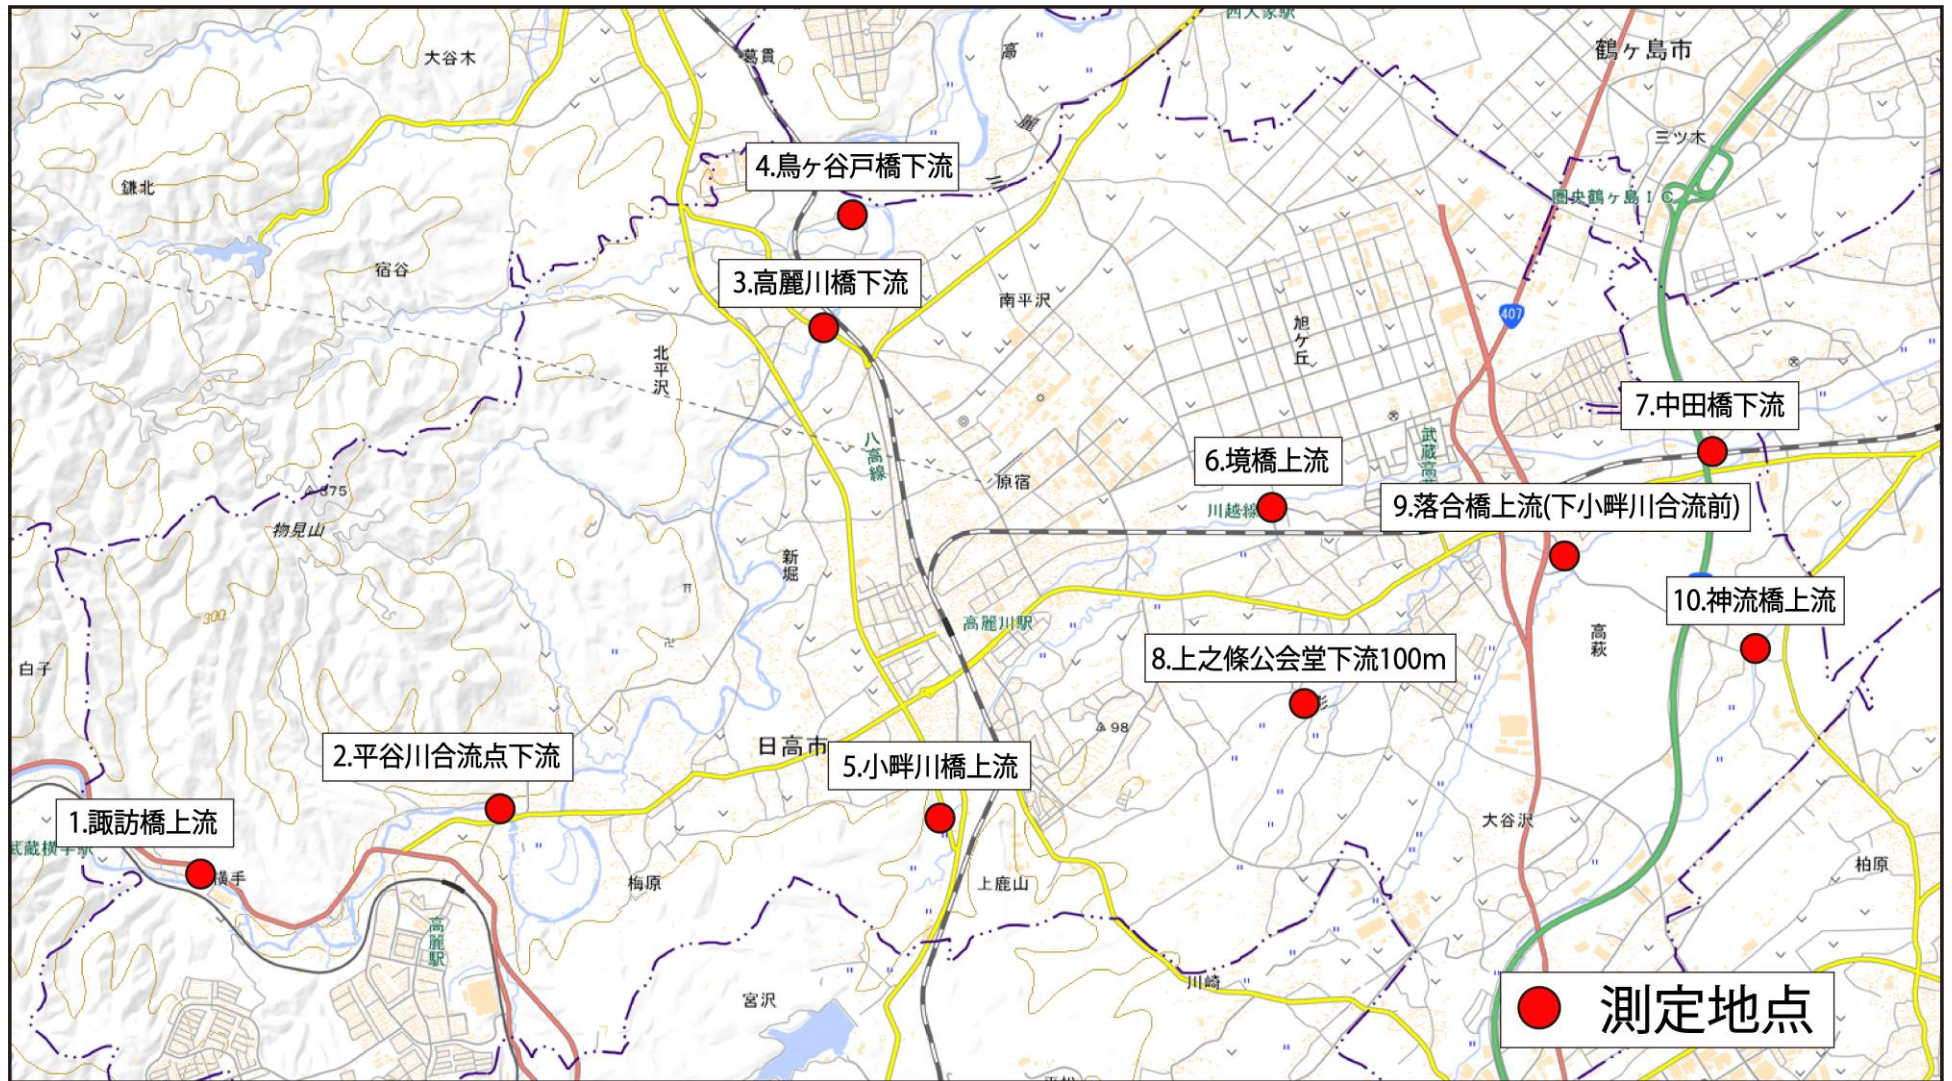 西大家駅
大谷木
葛貫
高
麗
川
鶴ヶ島市
三ツ木
鎌北
4.鳥ヶ谷戸橋下流
圏央鶴ヶ島IC
宿谷
3.高麗川橋下流
南平沢
旭ヶ丘
407
北平沢
7.中田橋下流
八高線
武蔵高
6.境橋上流
原宿
375
川越線
9.落合橋上流(下小畔川合流前)
物見山
新堀
300
10.神流橋上流
高麗川駅
高萩
白子
8.上之條公会堂下流100m
98
日高市
2.平谷川合流点下流
5.小畔川橋上流
1.諏訪橋上流
大谷沢
武蔵横手駅
横手
梅原
上鹿山
柏原
高麗駅
川崎
宮沢
測定地点